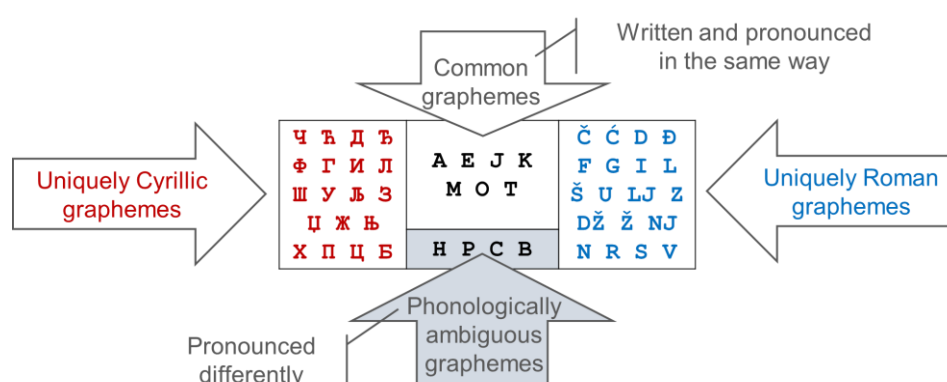 Written and pronounced
in the same way
Common
graphemes
Uniquely Cyrillic
graphemes
Ч Ћ Д Ђ
Ф Г И Л
Ш У Љ З
Џ Ж Њ
Х П Ц Б
A E J K
M O T
H P C B
Č Ć D Đ
F G I L
Š U LJ Z
DŽ Ž NJ
N R S V
Uniquely Roman
graphemes
Phonologically
ambiguous
graphemes
Pronounced
differently